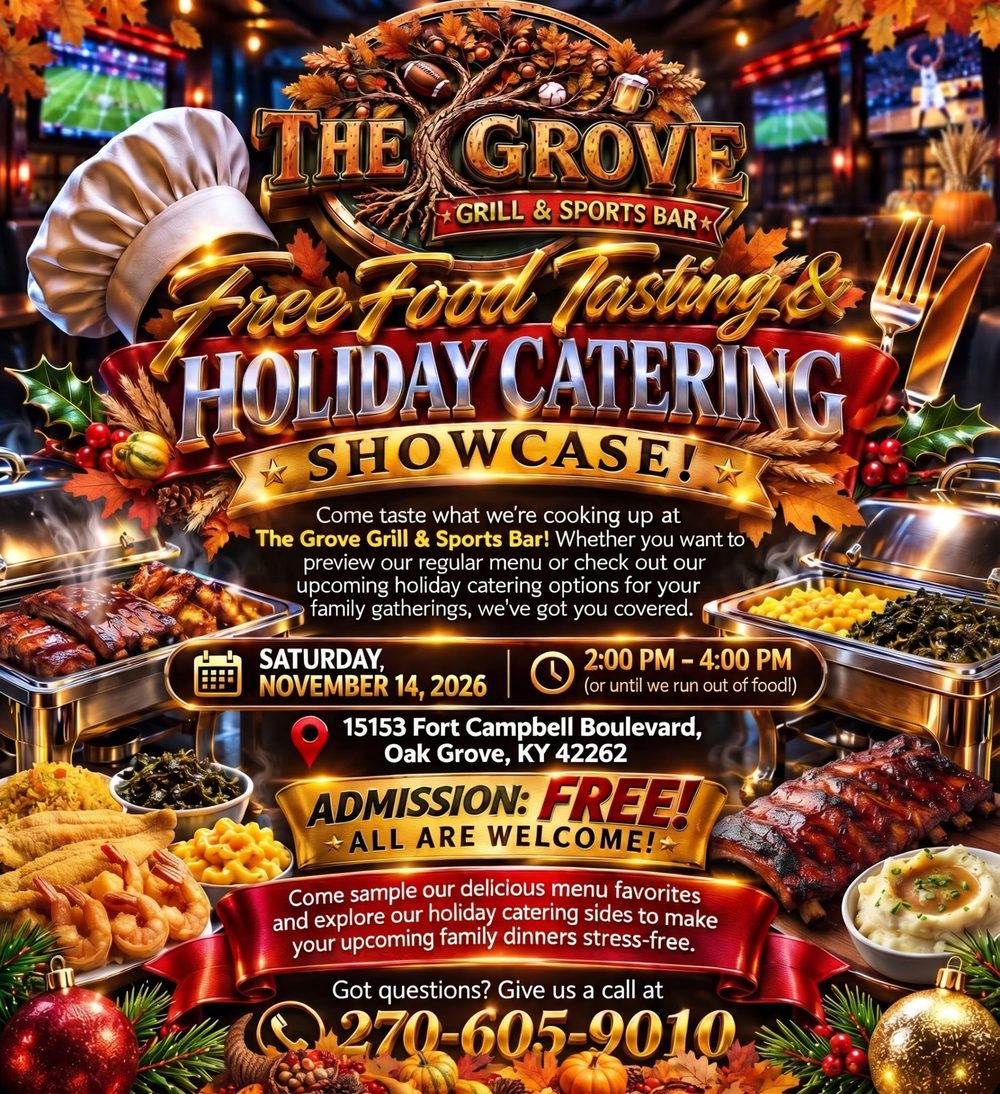 THE GROVE
GRILL & SPORTS BAR
Free Food Tasting &
HOLIDAY CATERING
SHOWCASE!
Come taste what we're cooking up at
The Grove Grill & Sports Bar! Whether you want to
preview our regular menu or check out our
upcoming holiday catering options for your
family gatherings, we've got you covered.
SATURDAY,
NOVEMBER 14, 2026
2:00 PM – 4:00 PM
(or until we run out of food!)
15153 Fort Campbell Boulevard,
Oak Grove, KY 42262
ADMISSION: FREE!
ALL ARE WELCOME!
Come sample our delicious menu favorites
and explore our holiday catering sides to make
your upcoming family dinners stress-free.
Got questions? Give us a call at
270-605-9010